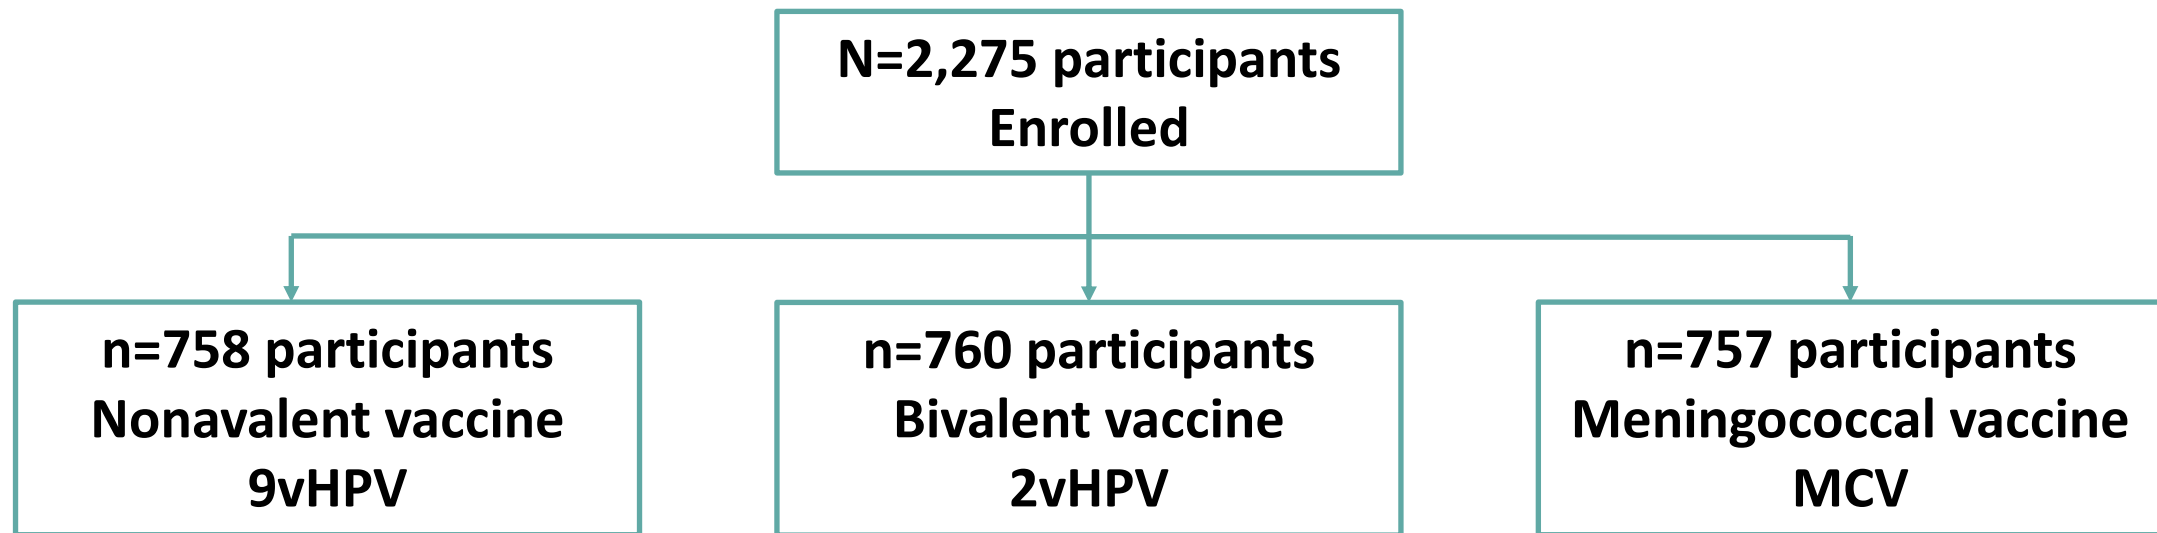 N=2,275 participants
Enrolled
n=758 participants
Nonavalent vaccine
9vHPV
n=760 participants
Bivalent vaccine
2vHPV
n=757 participants
Meningococcal vaccine
MCV